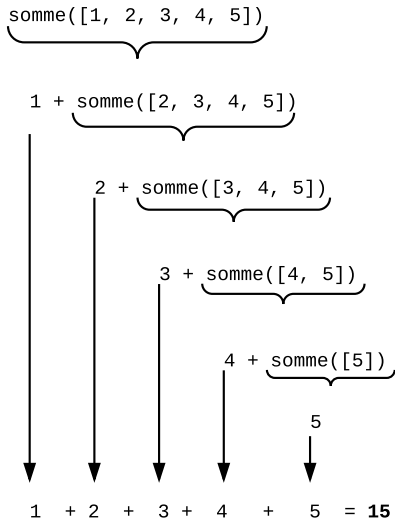 somme([1, 2, 3, 4, 5])
1 + somme([2, 3, 4, 5])
2 + somme([3, 4, 5])
3 + somme([4, 5])
4 + somme([5])
5
1 + 2 + 3 + 4 + 5 = 15